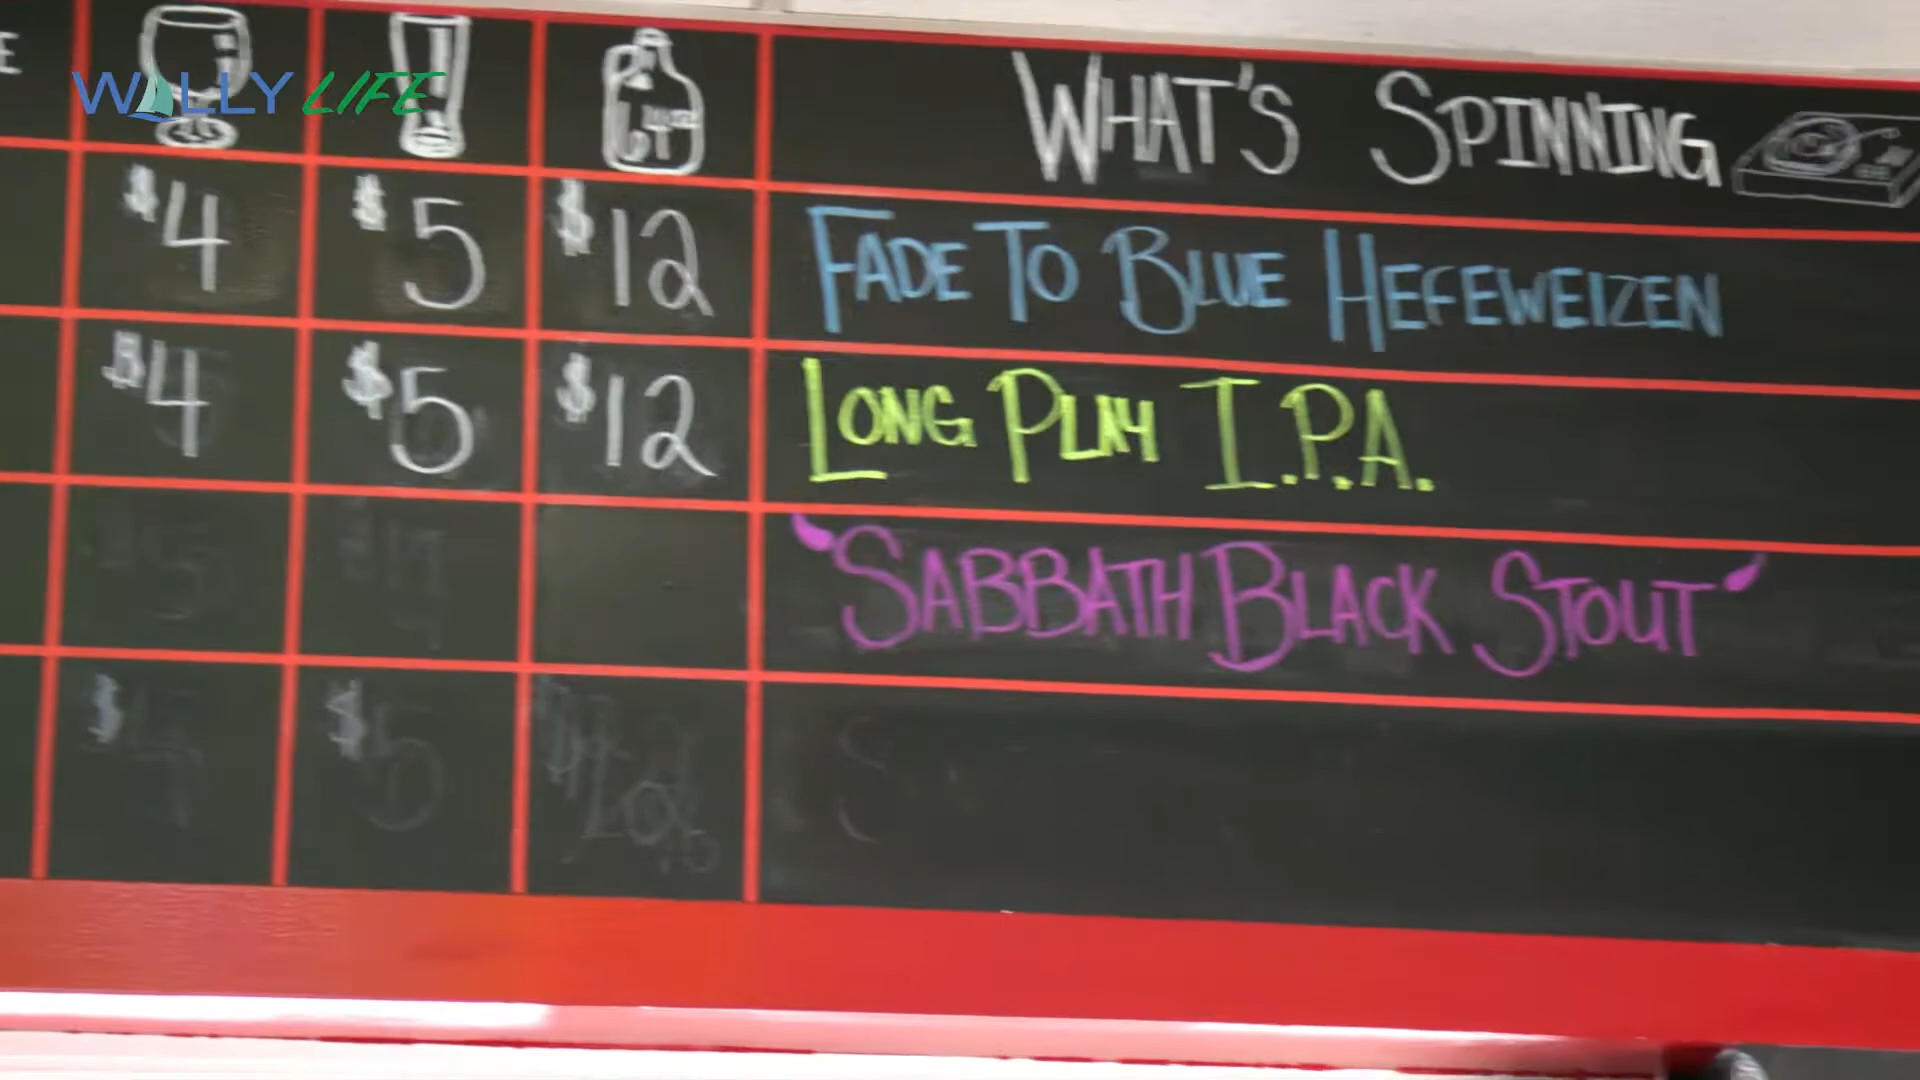 E
WALLY LIFE
64oz
WHAT'S SPINNING
$4 $5 $12 FADE TO BLUE HEFEWEIZEN
$4 $5 $12 LONG PLAY I.P.A.
'SABBATH BLACK STOUT'
$ $5